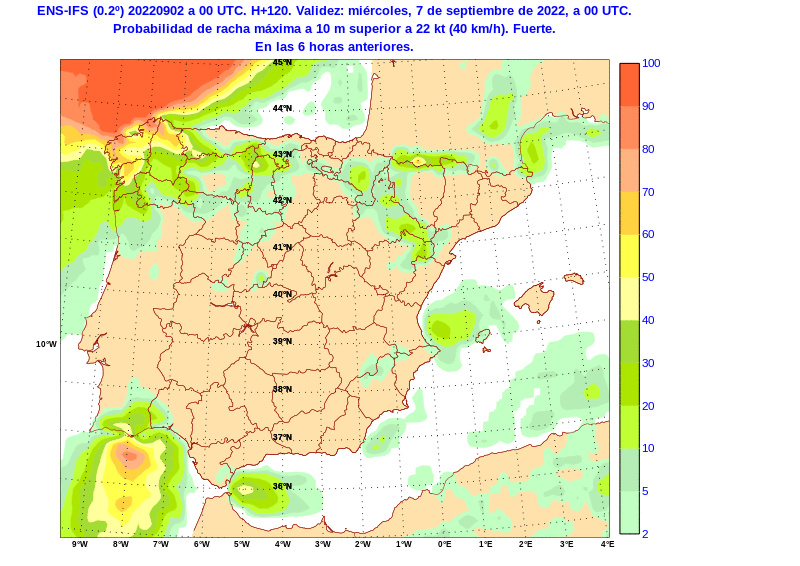 ENS-IFS (0.2º) 20220902 a 00 UTC. H+120. Validez: miércoles, 7 de septiembre de 2022, a 00 UTC.
Probabilidad de racha máxima a 10 m superior a 22 kt (40 km/h). Fuerte.
En las 6 horas anteriores.
45ºN
44ºN
43ºN
42ºN
41ºN
40ºN
39ºN
38ºN
37ºN
36ºN
10ºW
9ºW 8ºW 7ºW 6ºW 5ºW 4ºW 3ºW 2ºW 1ºW 0ºE 1ºE 2ºE 3ºE 4ºE
100
90
80
70
60
50
40
30
20
10
5
2